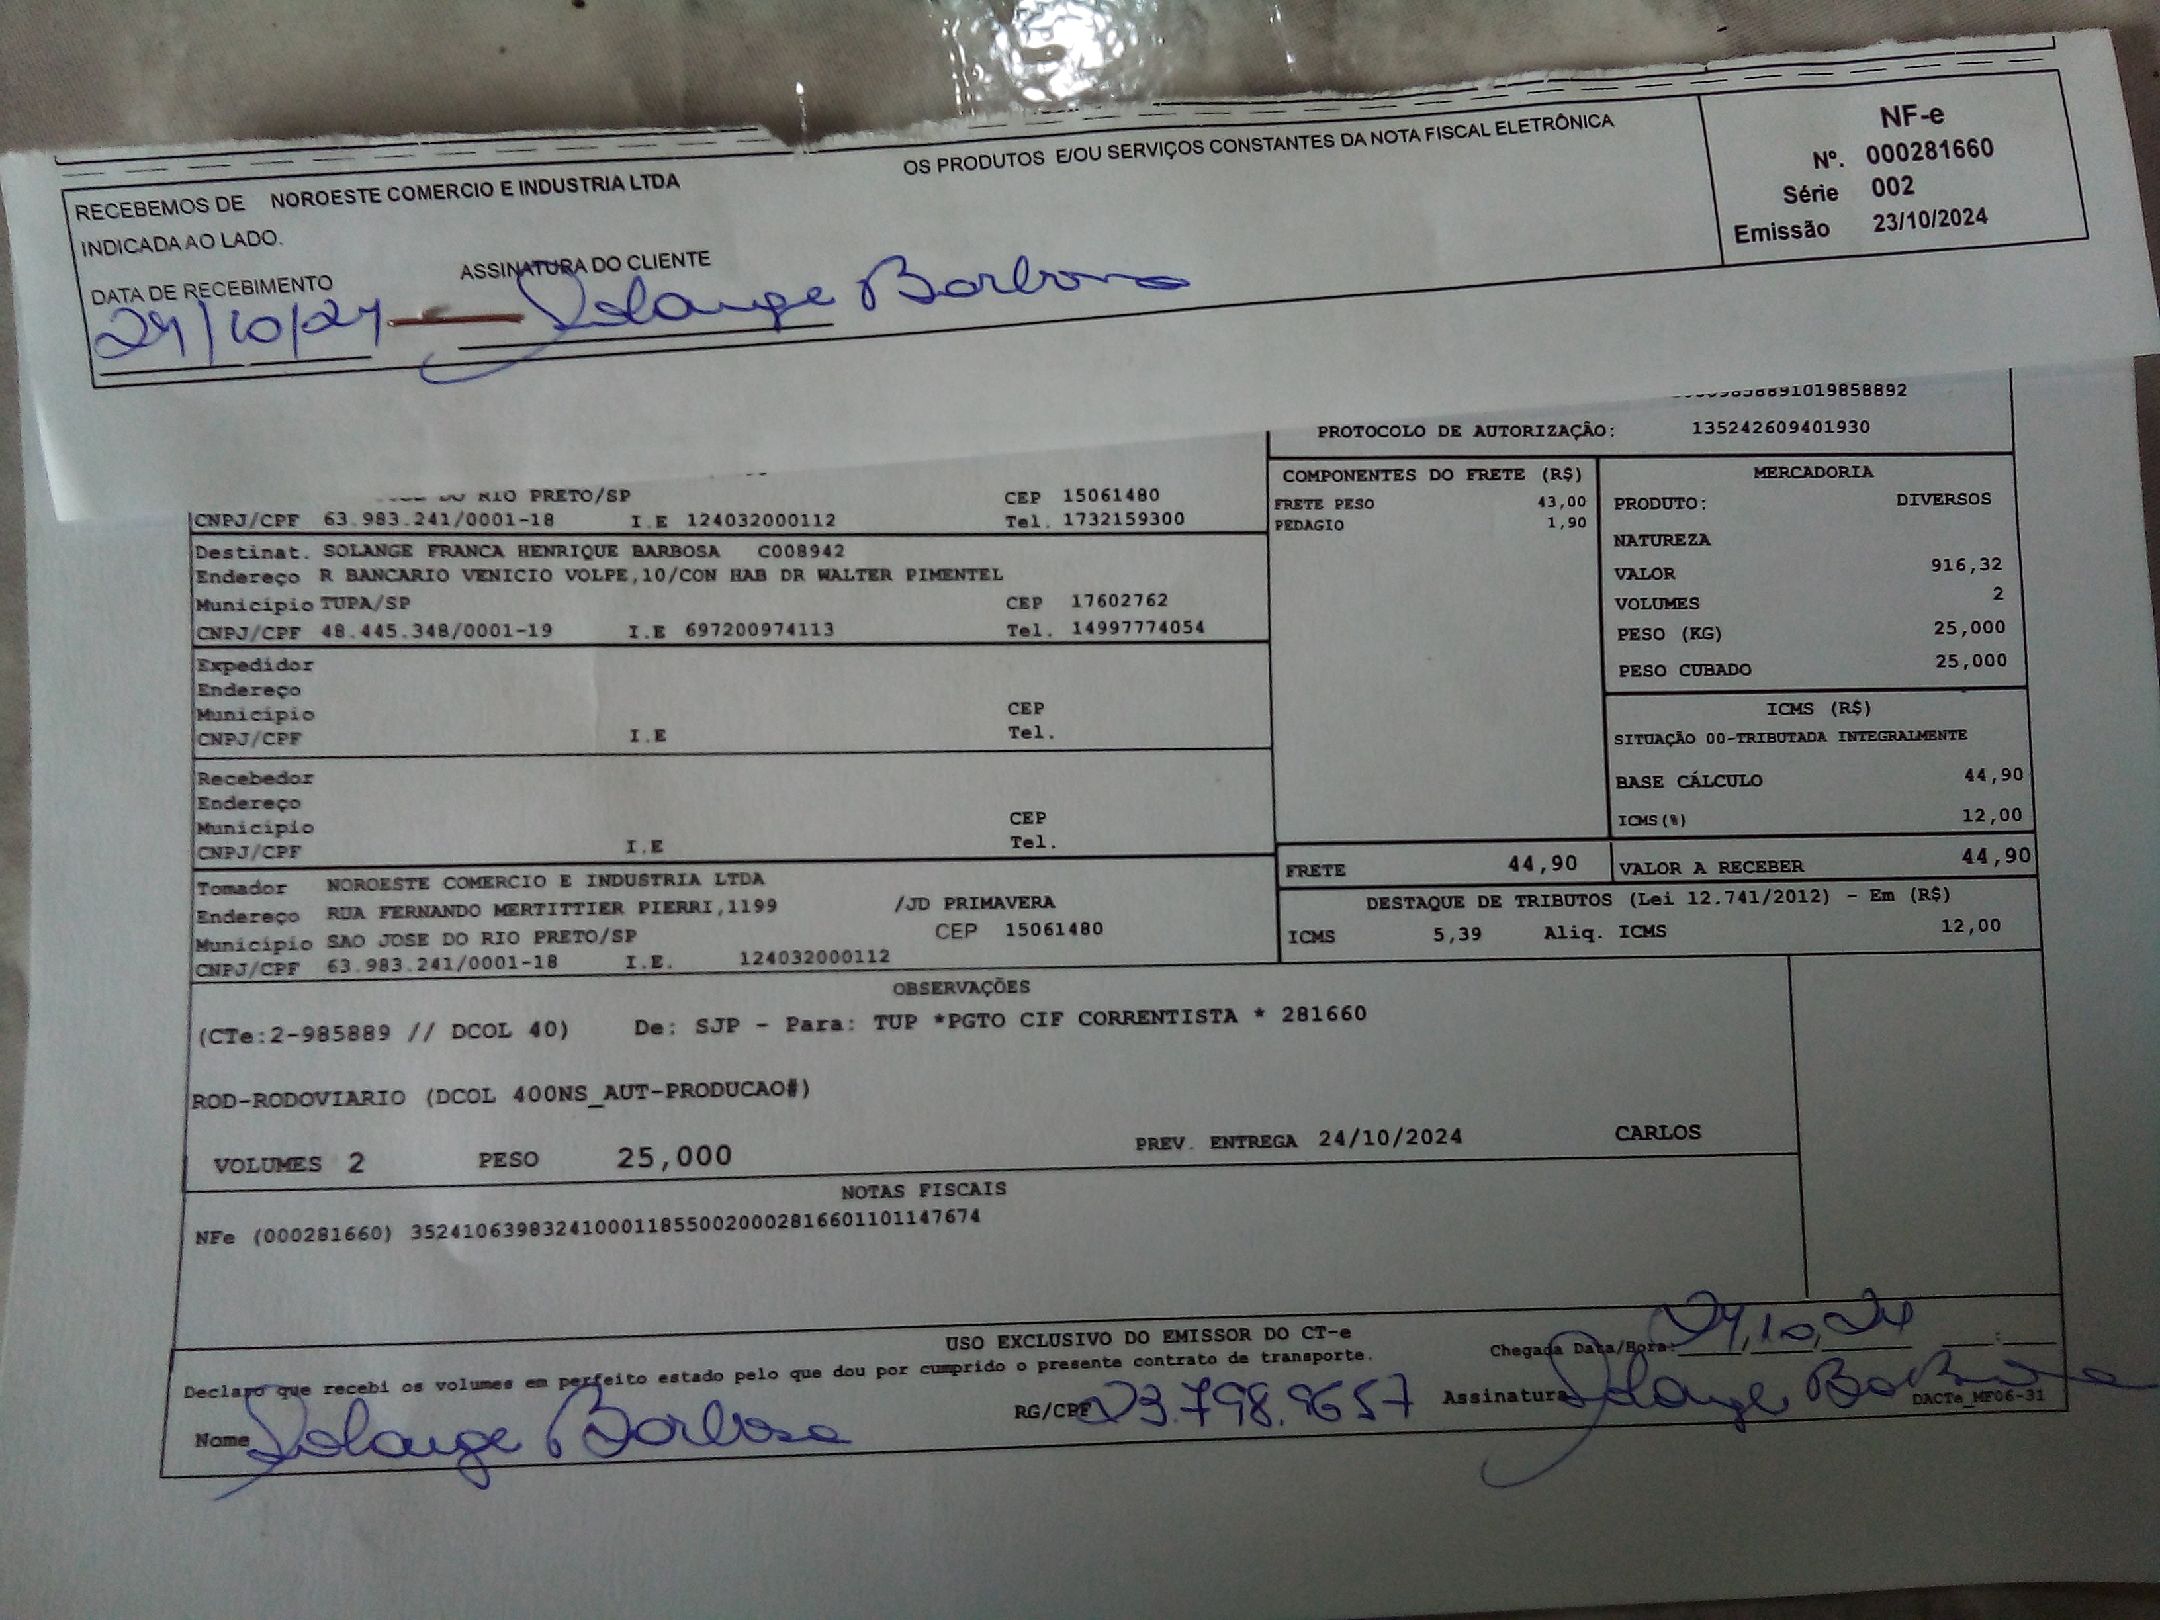 RECEBEMOS DE NOROESTE COMERCIO E INDUSTRIA LTDA OS PRODUTOS E/OU SERVIÇOS CONSTANTES DA NOTA FISCAL ELETRÔNICA
INDICADA AO LADO.
DATA DE RECEBIMENTO ASSINATURA DO CLIENTE
24/10/24 Solange Barbosa
NF-e
Nº. 000281660
Série 002
Emissão 23/10/2024
91019858892
PROTOCOLO DE AUTORIZAÇÃO: 135242609401930
DO RIO PRETO/SP CEP 15061480
CNPJ/CPF 63.983.241/0001-18 I.E 124032000112 Tel. 1732159300
Destinat. SOLANGE FRANCA HENRIQUE BARBOSA C008942
Endereço R BANCARIO VENICIO VOLPE,10/CON HAB DR WALTER PIMENTEL
Município TUPA/SP CEP 17602762
CNPJ/CPF 48.445.348/0001-19 I.E 697200974113 Tel. 14997774054
Expedidor
Endereço
Município CEP
CNPJ/CPF I.E Tel.
Recebedor
Endereço
Município CEP
CNPJ/CPF I.E Tel.
Tomador NOROESTE COMERCIO E INDUSTRIA LTDA
Endereço RUA FERNANDO MERTITTIER PIERRI,1199 /JD PRIMAVERA
Município SAO JOSE DO RIO PRETO/SP CEP 15061480
CNPJ/CPF 63.983.241/0001-18 I.E. 124032000112
COMPONENTES DO FRETE (R$)
FRETE PESO 43,00
PEDAGIO 1,90
MERCADORIA
PRODUTO: DIVERSOS
NATUREZA
VALOR 916,32
VOLUMES 2
PESO (KG) 25,000
PESO CUBADO 25,000
ICMS (R$)
SITUAÇÃO 00-TRIBUTADA INTEGRALMENTE
BASE CÁLCULO 44,90
ICMS(%) 12,00
FRETE 44,90 VALOR A RECEBER 44,90
DESTAQUE DE TRIBUTOS (Lei 12.741/2012) - Em (R$)
ICMS 5,39 Aliq. ICMS 12,00
OBSERVAÇÕES
(CTe:2-985889 // DCOL 40) De: SJP - Para: TUP *PGTO CIF CORRENTISTA * 281660
ROD-RODOVIARIO (DCOL 400NS_AUT-PRODUCAO#)
VOLUMES 2 PESO 25,000 PREV. ENTREGA 24/10/2024 CARLOS
NOTAS FISCAIS
NFe (000281660) 35241063983241000118550020002816601101147674
USO EXCLUSIVO DO EMISSOR DO CT-e
Declaro que recebi os volumes em perfeito estado pelo que dou por cumprido o presente contrato de transporte.
Chegada Data/Hora: 24,10,24 :
Nome Solange Barbosa RG/CPF 23.798.9657 Assinatura Solange Barbosa
DACTe_MF06-31